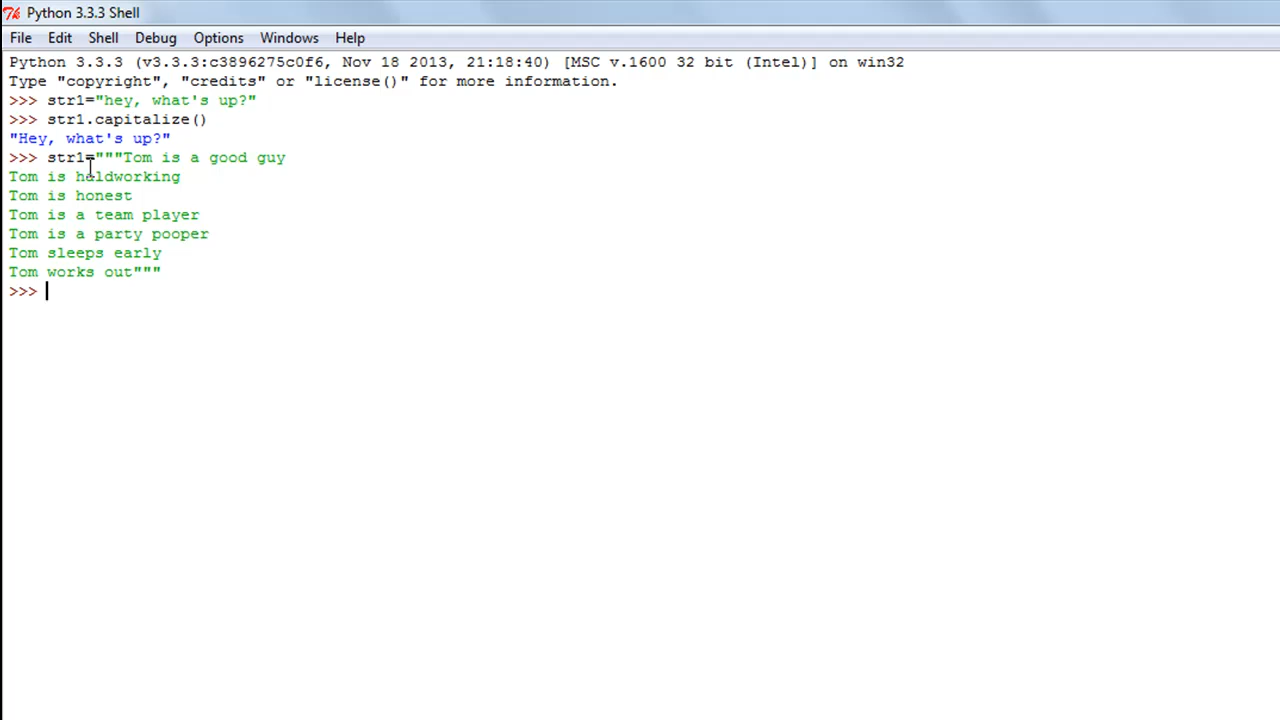 Python 3.3.3 Shell
File Edit Shell Debug Options Windows Help
Python 3.3.3 (v3.3.3:c3896275c0f6, Nov 18 2013, 21:18:40) [MSC v.1600 32 bit (Intel)] on win32
Type "copyright", "credits" or "license()" for more information.
>>> str1="hey, what's up?"
>>> str1.capitalize()
"Hey, what's up?"
>>> str1="""Tom is a good guy
Tom is haldworking
Tom is honest
Tom is a team player
Tom is a party pooper
Tom sleeps early
Tom works out"""
>>>